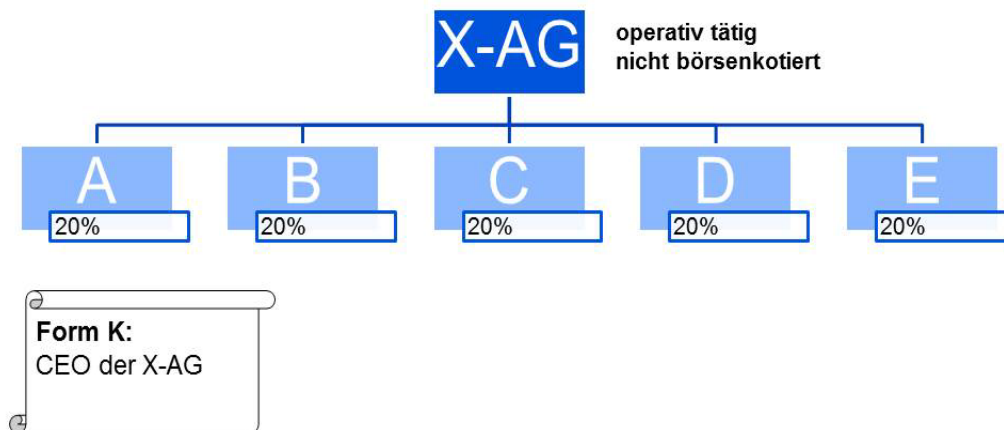 X-AG
operativ tätig
nicht börsenkotiert
A
B
C
D
E
20%
20%
20%
20%
20%
Form K:
CEO der X-AG